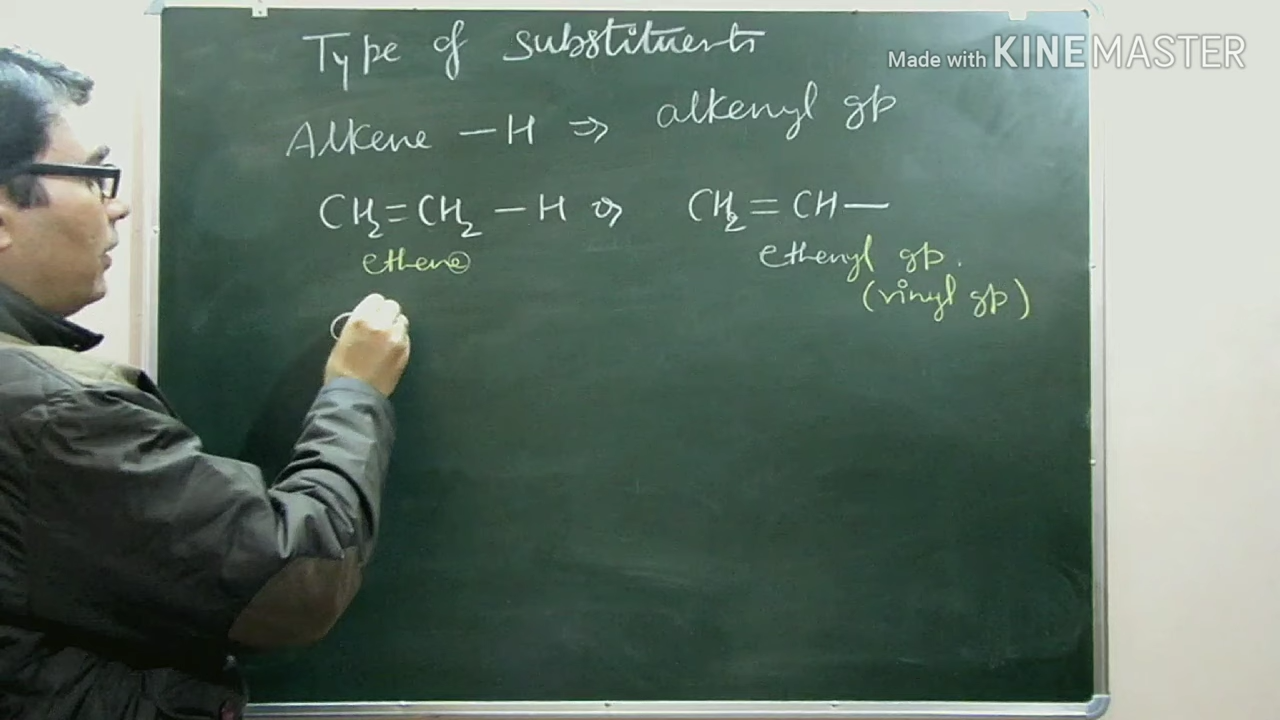 Type of substituents
Made with KINEMASTER
Alkene – H ⇒ alkenyl gp
CH₂=CH₂ – H ⇒ CH₂=CH–
ethene ethenyl gp.
(vinyl gp)